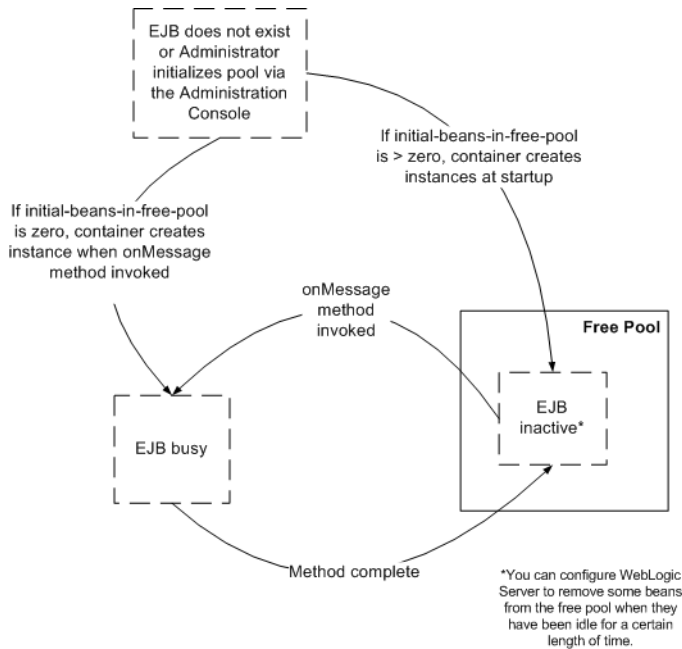 EJB does not exist
or Administrator
initializes pool via
the Administration
Console
If initial-beans-in-free-pool
is > zero, container creates
instances at startup
If initial-beans-in-free-pool
is zero, container creates
instance when onMessage
method invoked
onMessage
method
invoked
Free Pool
EJB
inactive*
EJB busy
Method complete
*You can configure WebLogic
Server to remove some beans
from the free pool when they
have been idle for a certain
length of time.